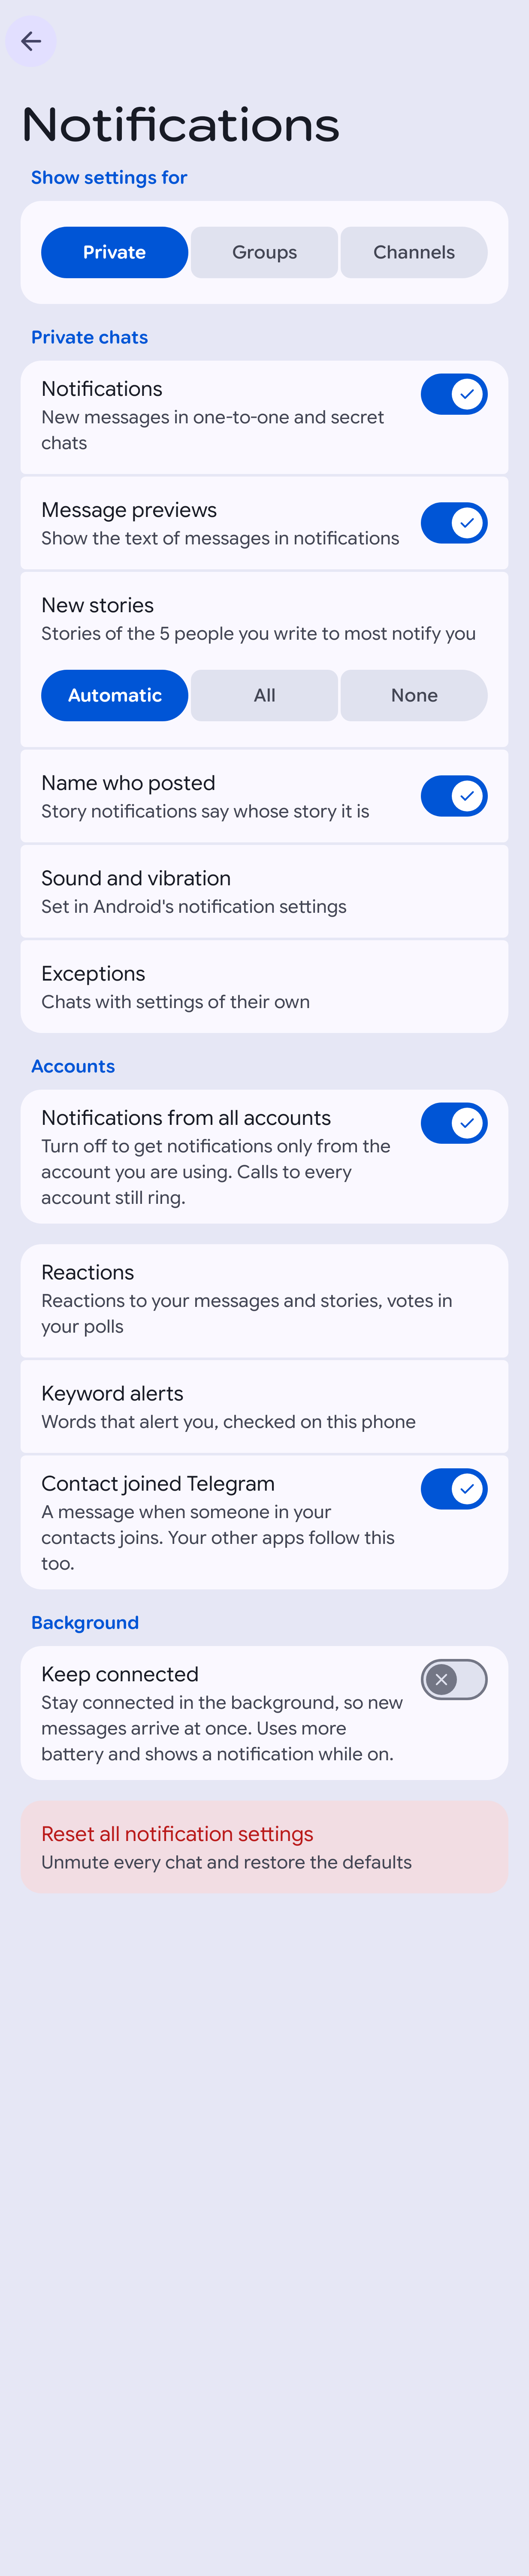 Notifications
Show settings for
Private
Groups
Channels
Private chats
Notifications
New messages in one-to-one and secret
chats
Message previews
Show the text of messages in notifications
New stories
Stories of the 5 people you write to most notify you
Automatic
All
None
Name who posted
Story notifications say whose story it is
Sound and vibration
Set in Android's notification settings
Exceptions
Chats with settings of their own
Accounts
Notifications from all accounts
Turn off to get notifications only from the
account you are using. Calls to every
account still ring.
Reactions
Reactions to your messages and stories, votes in
your polls
Keyword alerts
Words that alert you, checked on this phone
Contact joined Telegram
A message when someone in your
contacts joins. Your other apps follow this
too.
Background
Keep connected
Stay connected in the background, so new
messages arrive at once. Uses more
battery and shows a notification while on.
Reset all notification settings
Unmute every chat and restore the defaults